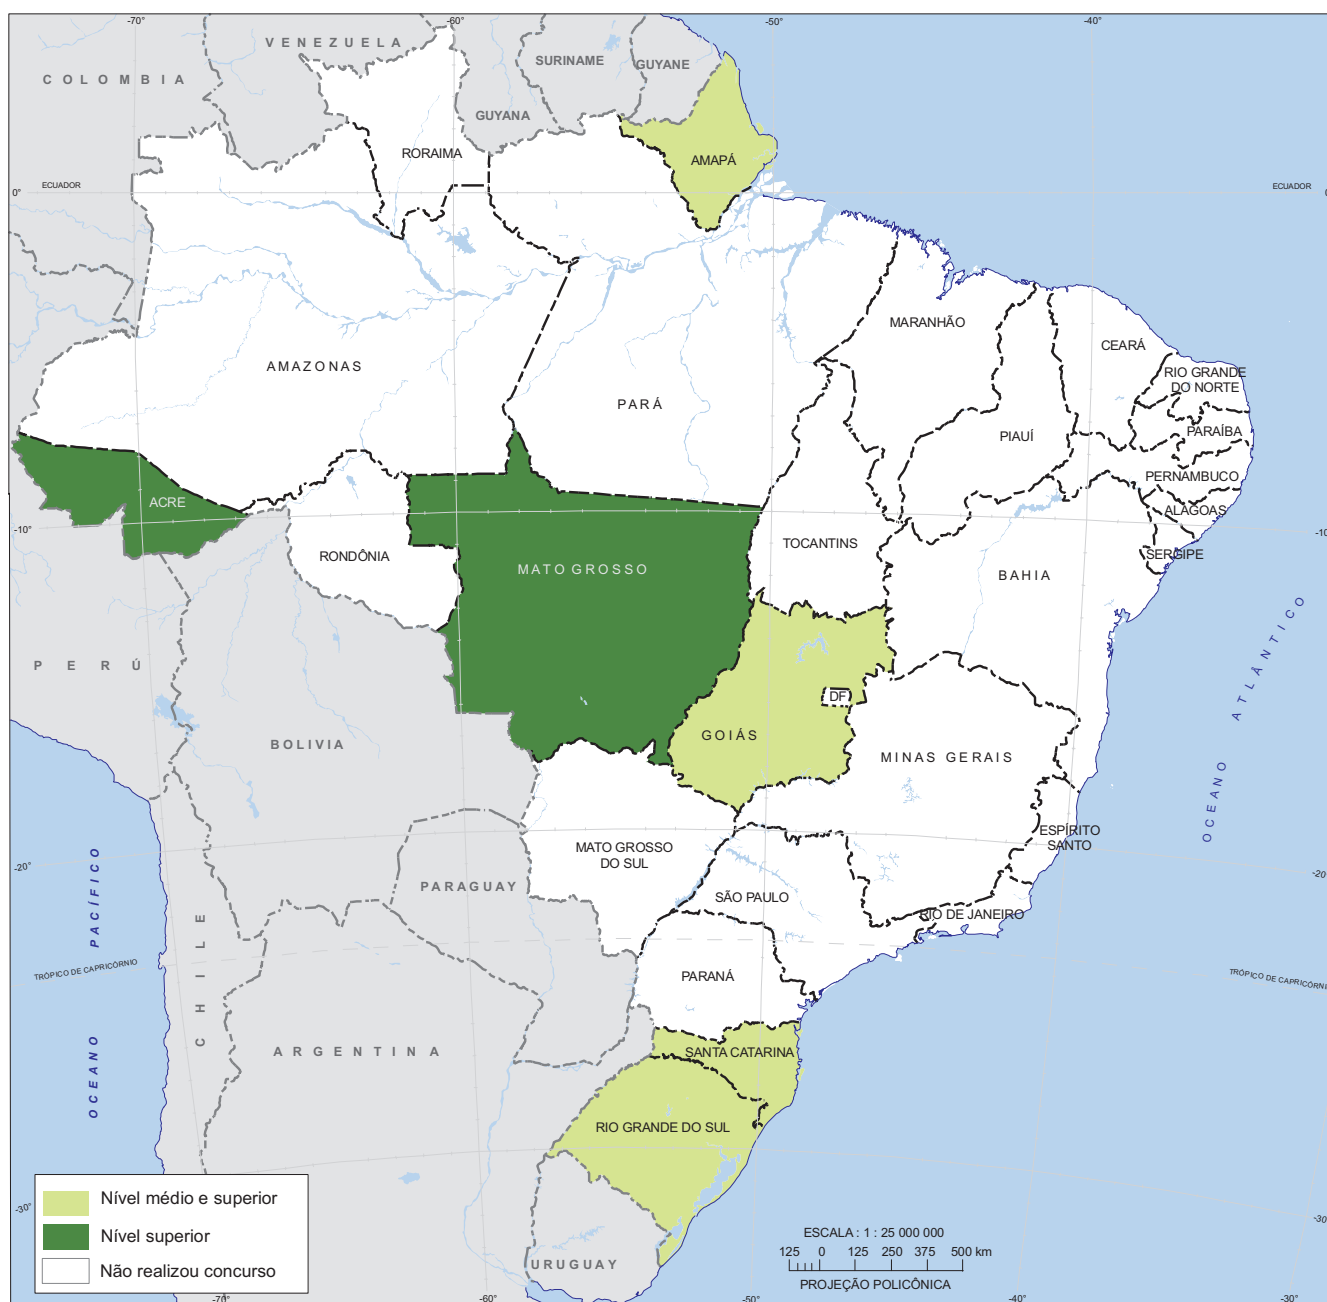 -70°
-60°
-50°
-40°
VENEZUELA
COLOMBIA
SURINAME
GUYANE
GUYANA
RORAIMA
AMAPÁ
0°
ECUADOR
ECUADOR
MARANHÃO
CEARÁ
RIO GRANDE
DO NORTE
AMAZONAS
PARÁ
PIAUÍ
PARAÍBA
PERNAMBUCO
ACRE
ALAGOAS
-10°
-10
RONDÔNIA
TOCANTINS
SERGIPE
MATO GROSSO
BAHIA
OCEANO ATLÂNTICO
PERÚ
DF
BOLIVIA
GOIÁS
MINAS GERAIS
ESPÍRITO
SANTO
MATO GROSSO
DO SUL
-20°
-20°
PARAGUAY
SÃO PAULO
RIO DE JANEIRO
OCEANO PACÍFICO
CHILE
TRÓPICO DE CAPRICÓRNIO
TRÓPICO DE CAPRICÓRNIO
PARANÁ
ARGENTINA
SANTA CATARINA
RIO GRANDE DO SUL
Nível médio e superior
-30°
-30°
Nível superior
ESCALA : 1 : 25 000 000
125 0 125 250 375 500 km
URUGUAY
Não realizou concurso
PROJEÇÃO POLICÔNICA
-70°
-60°
-50°
-40°
-30°